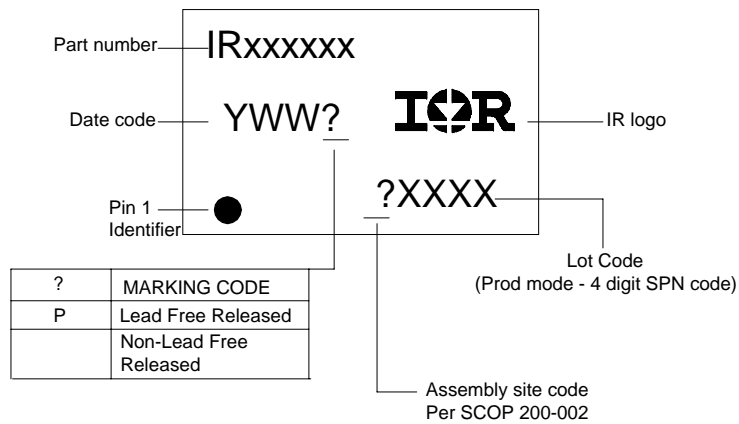 Part number
IRxxxxxx
Date code
YWW?
IOR
IR logo
?XXXX
Pin 1
Identifier
Lot Code
(Prod mode - 4 digit SPN code)
? MARKING CODE
P Lead Free Released
Non-Lead Free
Released
Assembly site code
Per SCOP 200-002